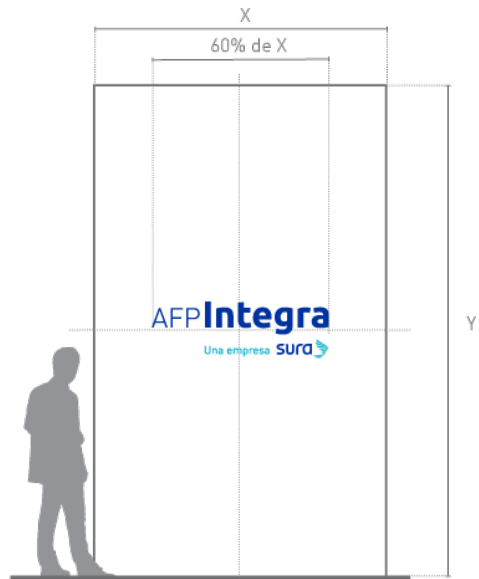 X
60% de X
AFPIntegra
Y
Una empresa sura